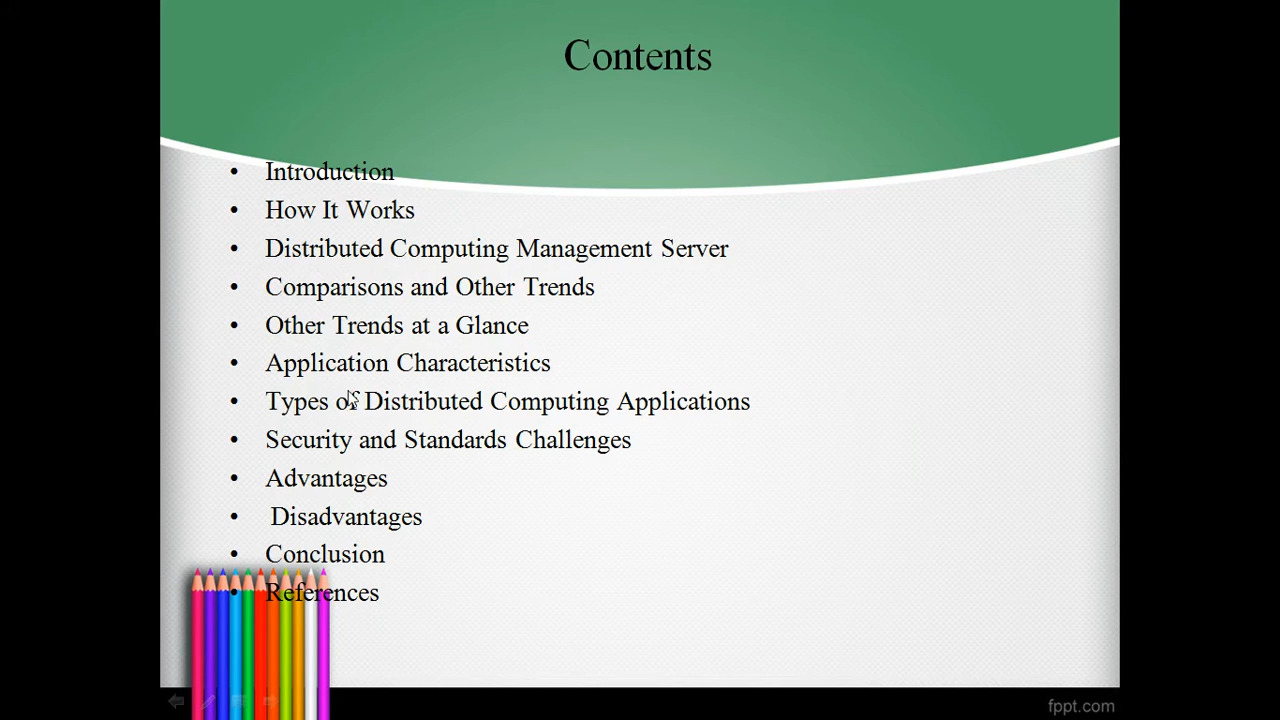 Contents
• Introduction
• How It Works
• Distributed Computing Management Server
• Comparisons and Other Trends
• Other Trends at a Glance
• Application Characteristics
• Types of Distributed Computing Applications
• Security and Standards Challenges
• Advantages
• Disadvantages
• Conclusion
• References
fppt.com